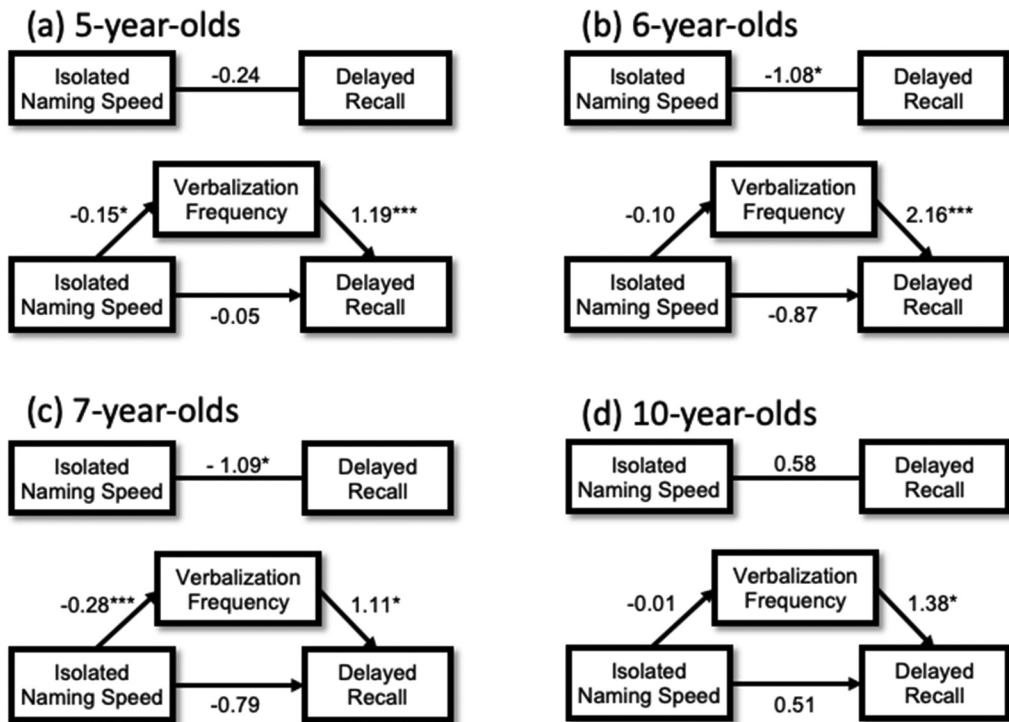 (a) 5-year-olds
Isolated
Naming Speed
-0.24
Delayed
Recall
Verbalization
Frequency
-0.15*
1.19***
Isolated
Naming Speed
-0.05
Delayed
Recall
(b) 6-year-olds
Isolated
Naming Speed
-1.08*
Delayed
Recall
Verbalization
Frequency
-0.10
2.16***
Isolated
Naming Speed
-0.87
Delayed
Recall
(c) 7-year-olds
Isolated
Naming Speed
- 1.09*
Delayed
Recall
Verbalization
Frequency
-0.28***
1.11*
Isolated
Naming Speed
-0.79
Delayed
Recall
(d) 10-year-olds
Isolated
Naming Speed
0.58
Delayed
Recall
Verbalization
Frequency
-0.01
1.38*
Isolated
Naming Speed
0.51
Delayed
Recall